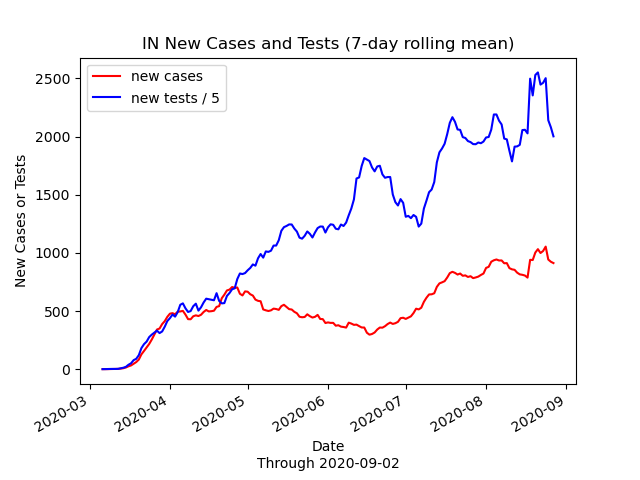 IN New Cases and Tests (7-day rolling mean)
new cases
new tests / 5
New Cases or Tests
2500
2000
1500
1000
500
0
2020-03
2020-04
2020-05
2020-06
2020-07
2020-08
2020-09
Date
Through 2020-09-02